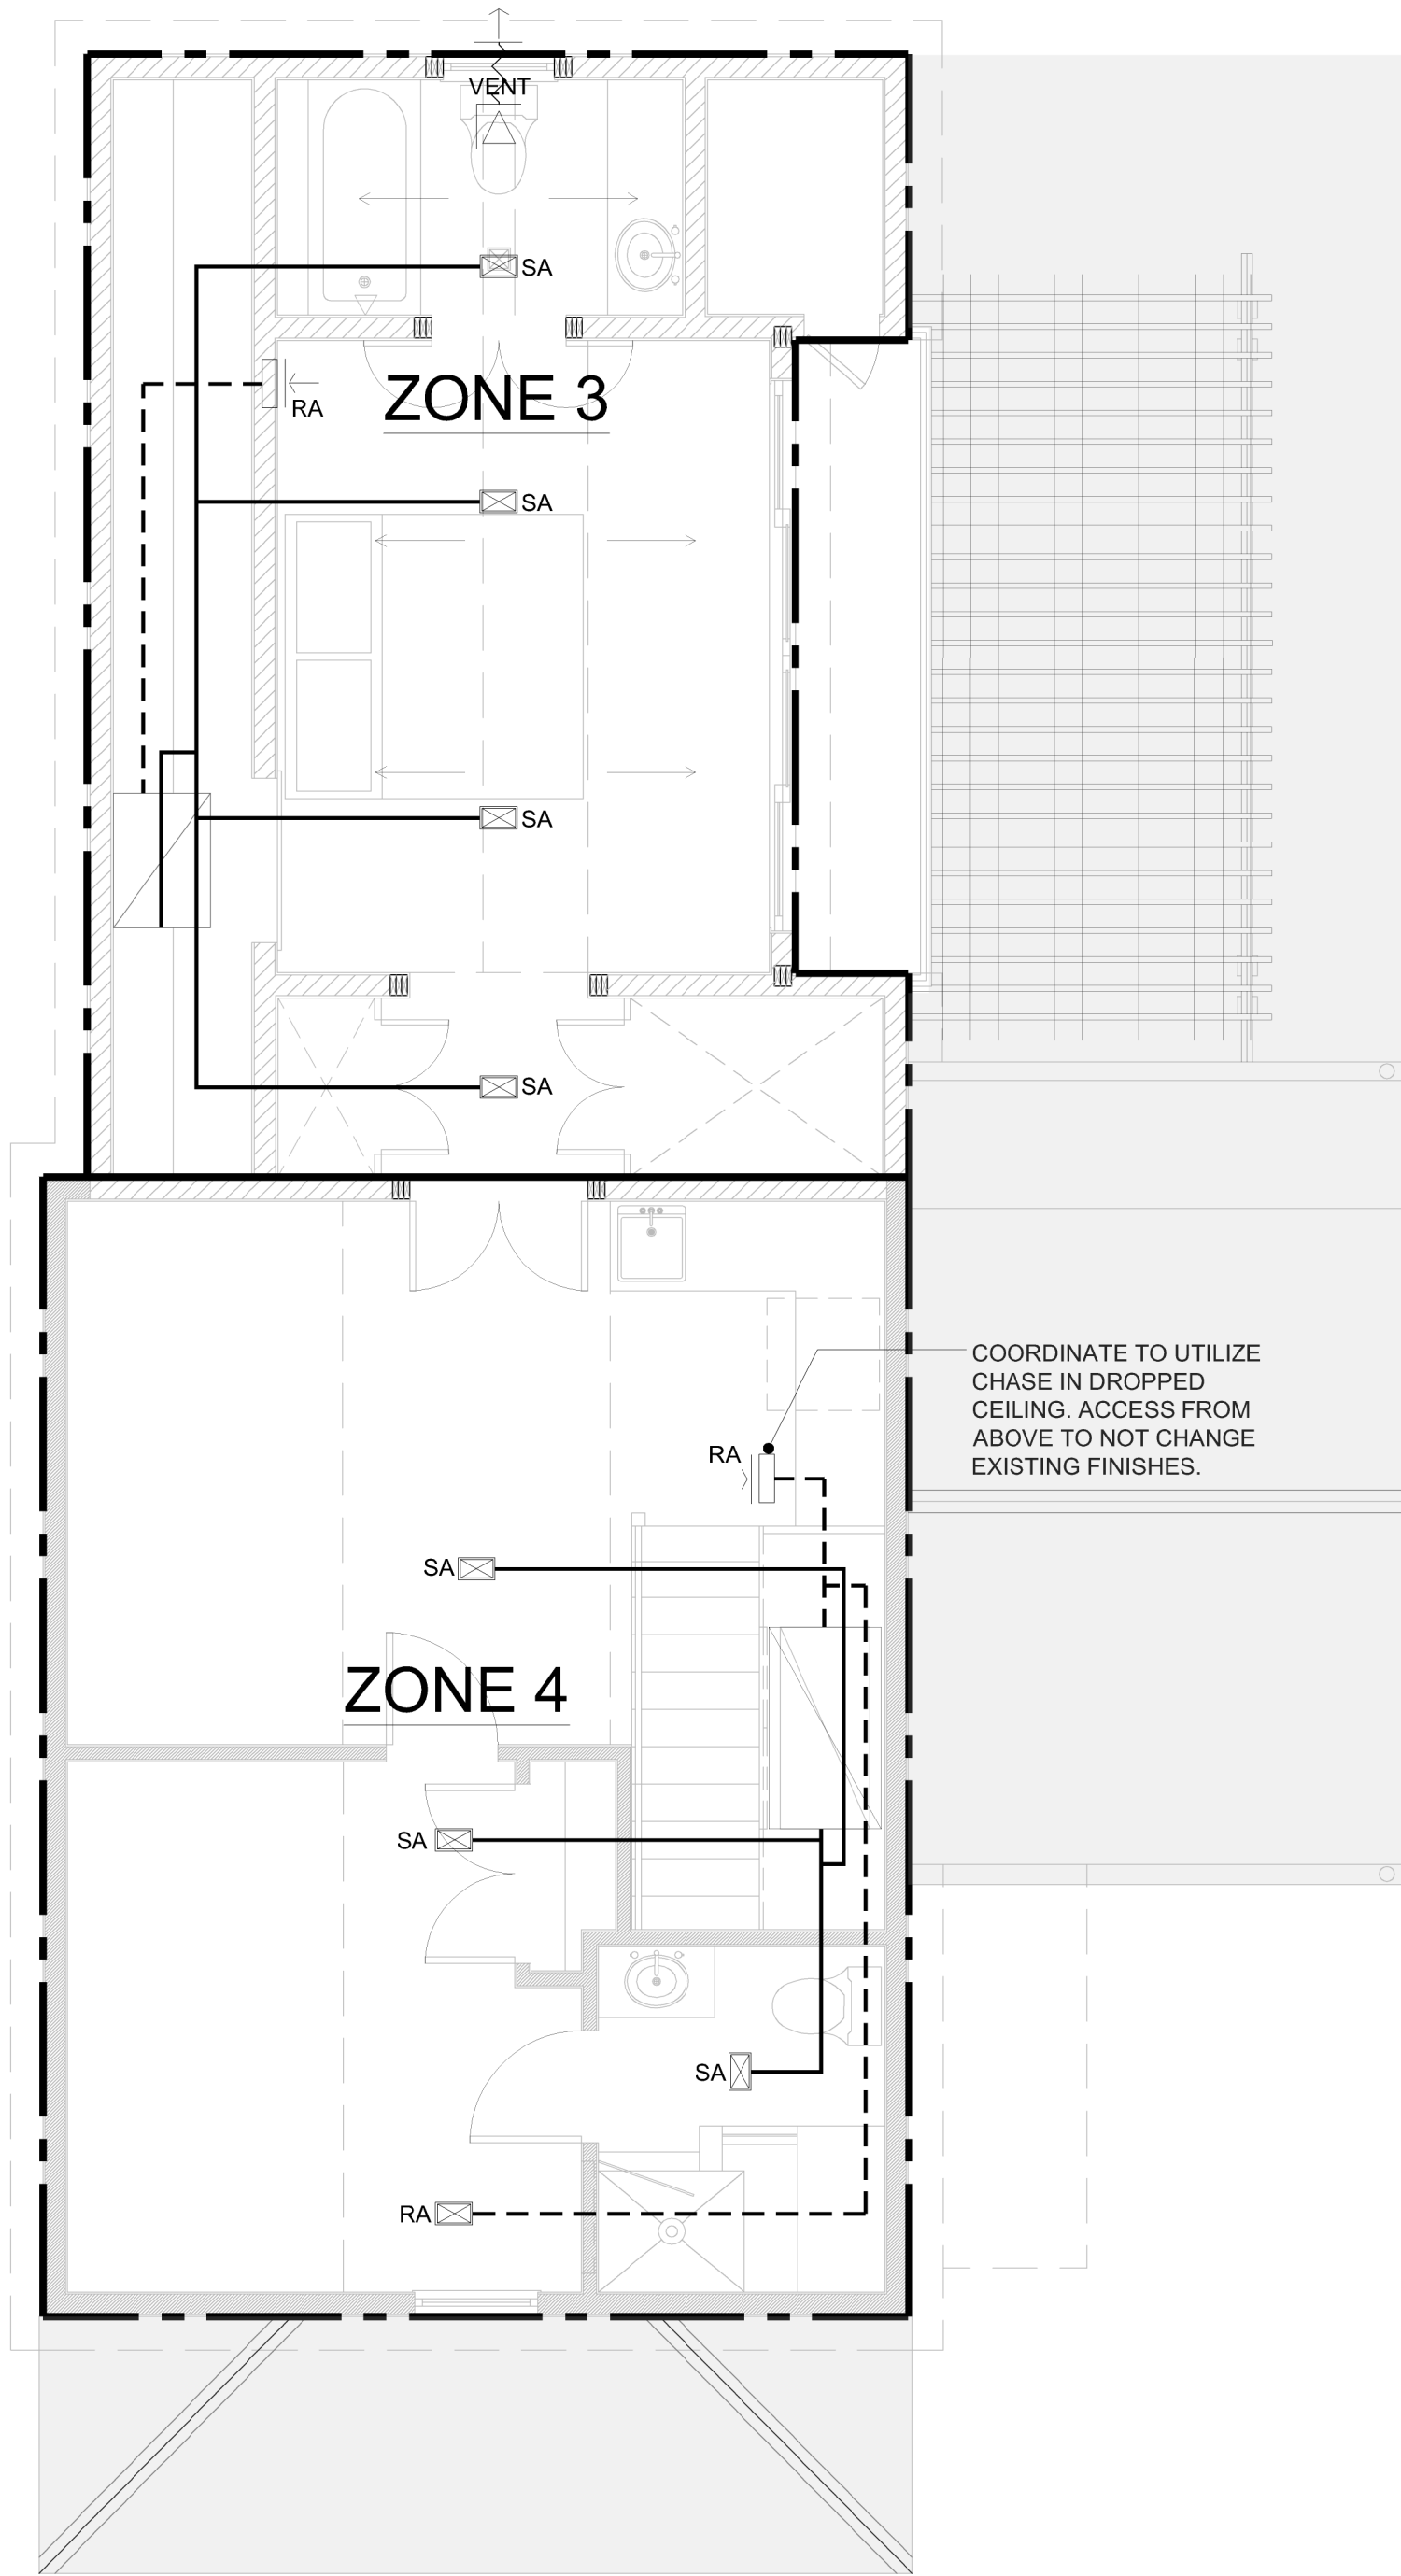 VENT
SA
RA
ZONE 3
SA
SA
SA
COORDINATE TO UTILIZE
CHASE IN DROPPED
CEILING. ACCESS FROM
ABOVE TO NOT CHANGE
EXISTING FINISHES.
RA
SA
ZONE 4
SA
SA
RA